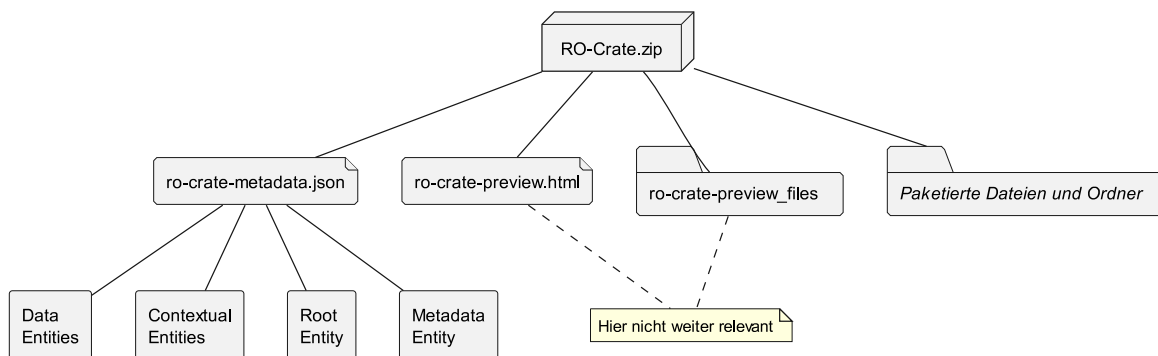 RO-Crate.zip
ro-crate-metadata.json
ro-crate-preview.html
ro-crate-preview_files
Paketierte Dateien und Ordner
Data
Entities
Contextual
Entities
Root
Entity
Metadata
Entity
Hier nicht weiter relevant